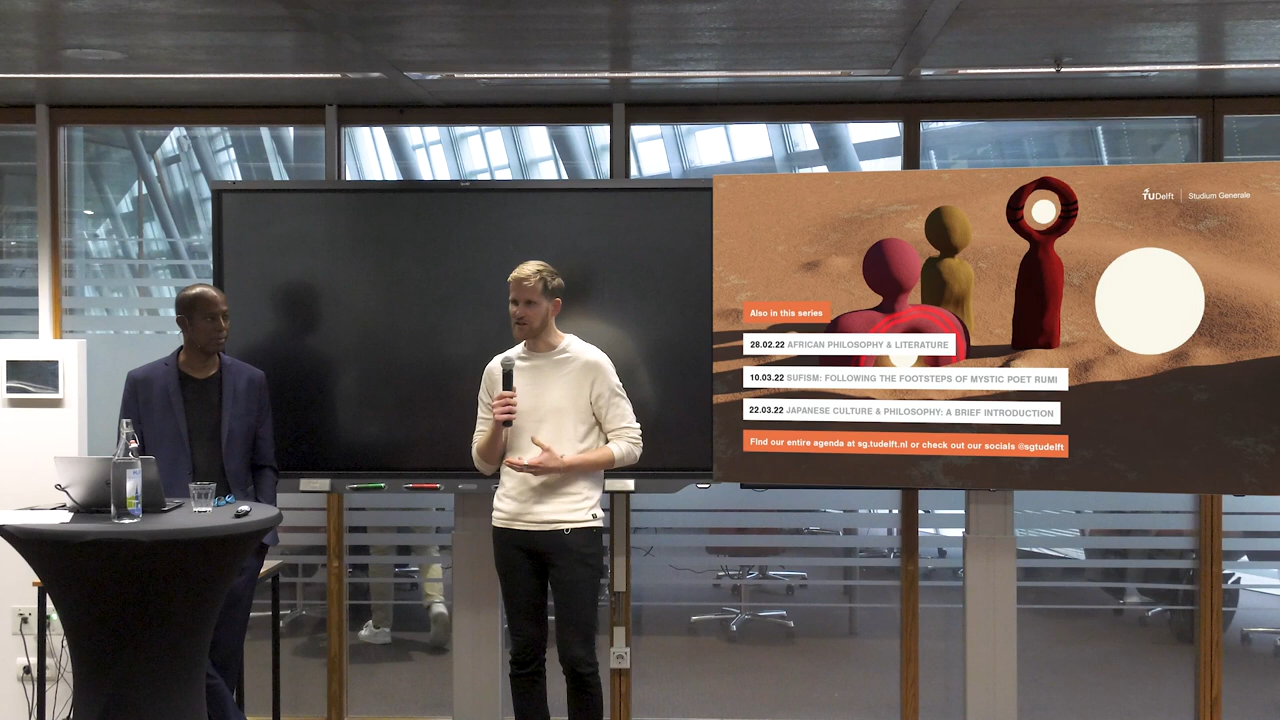 TUDelft Studium Generale
Also in this series
28.02.22 AFRICAN PHILOSOPHY & LITERATURE
10.03.22 SUFISM: FOLLOWING THE FOOTSTEPS OF MYSTIC POET RUMI
22.03.22 JAPANESE CULTURE & PHILOSOPHY: A BRIEF INTRODUCTION
Find our entire agenda at sg.tudelft.nl or check out our socials @sgtudelft